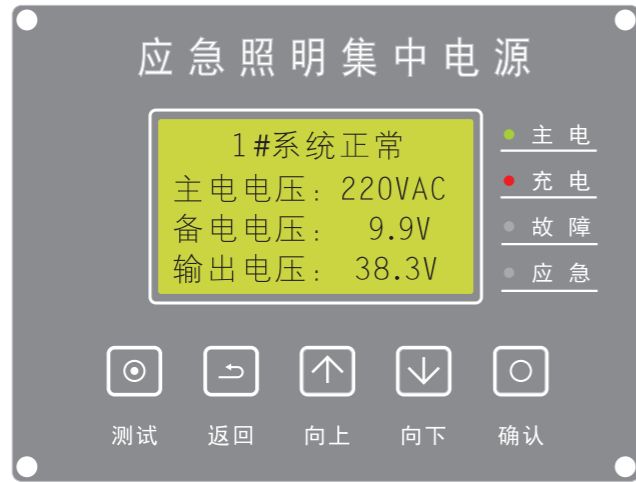 应急照明集中电源
1#系统正常
主电电压: 220VAC
备电电压: 9.9V
输出电压: 38.3V
主电
充电
故障
应急
测试 返回 向上 向下 确认